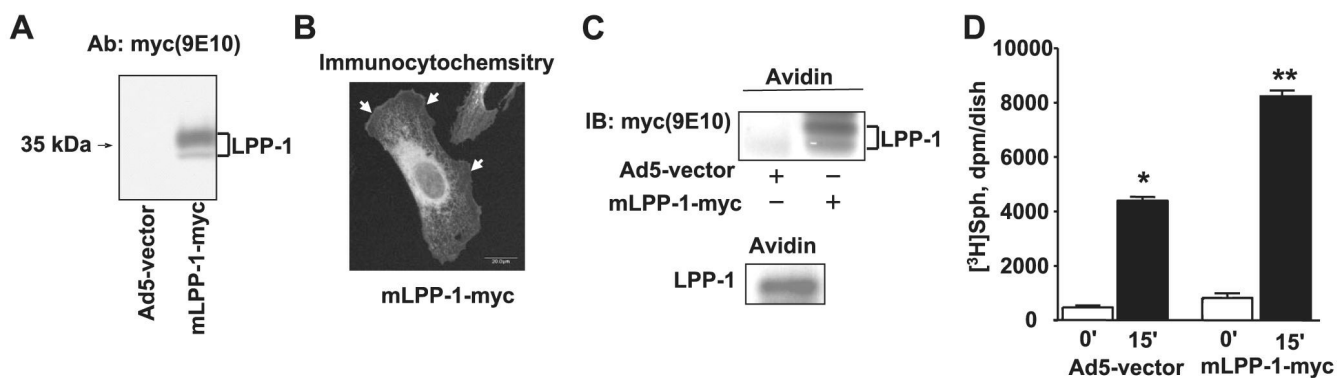 A
Ab: myc(9E10)
35 kDa →
LPP-1
Ad5-vector
mLPP-1-myc
B
Immunocytochemsitry
20.0μm
mLPP-1-myc
C
Avidin
IB: myc(9E10)
LPP-1
Ad5-vector + −
mLPP-1-myc − +
Avidin
LPP-1
D
[³H]Sph, dpm/dish
10000
8000
6000
4000
2000
0
*
**
0' 15' 0' 15'
Ad5-vector mLPP-1-myc